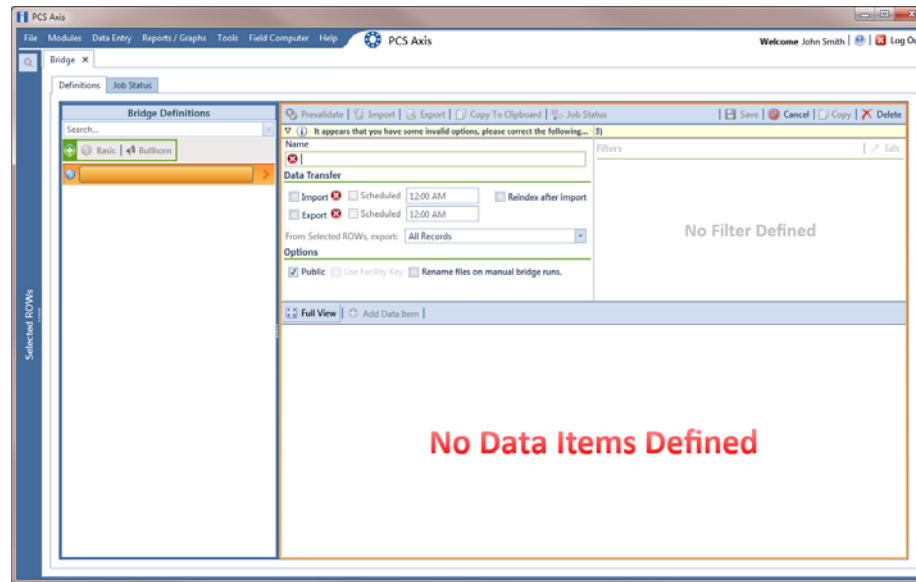 PCS Axis
File Modules Data Entry Reports / Graphs Tools Field Computer Help PCS Axis Welcome John Smith Log Ou
Bridge
Definitions Job Status
Bridge Definitions
Prevalidate Import Export Copy To Clipboard Job Status Save Cancel Copy Delete
Search...
It appears that you have some invalid options, please correct the following... 3)
Basic Bullhorn
Name
Filters Edit
Data Transfer
Import Scheduled 12:00 AM Reindex after import
Export Scheduled 12:00 AM
No Filter Defined
From Selected ROWs, export: All Records
Options
Public Use Facility Key Rename files on manual bridge runs.
Selected ROWs
Full View Add Data Item
No Data Items Defined